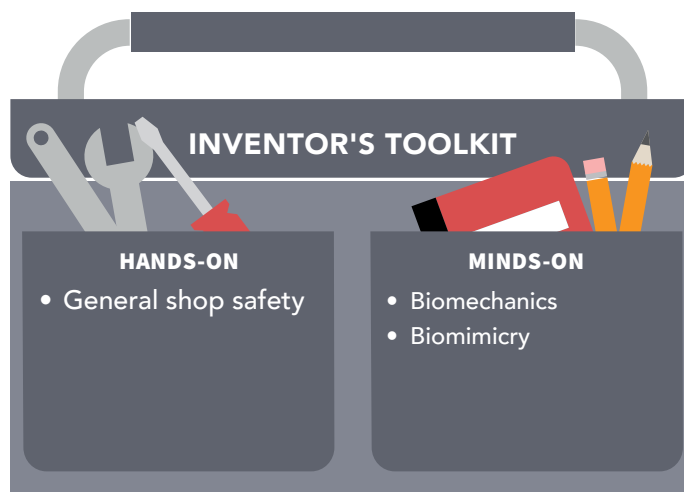 INVENTOR'S TOOLKIT
HANDS-ON
• General shop safety
MINDS-ON
• Biomechanics
• Biomimicry